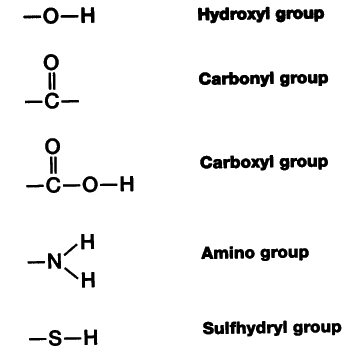 —O—H Hydroxyl group
O
||
—C— Carbonyl group
O
||
—C—O—H Carboxyl group
H
—N Amino group
H
—S—H Sulfhydryl group